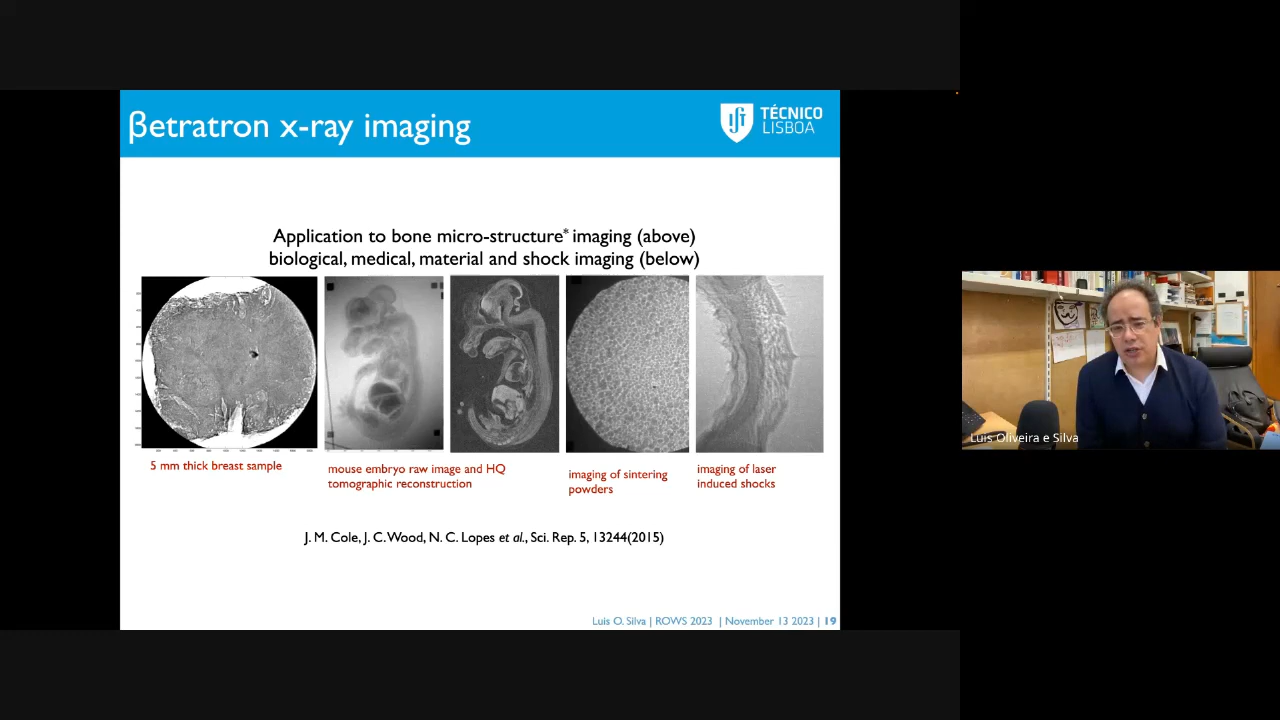 βetratron x-ray imaging
TÉCNICO
LISBOA
Application to bone micro-structure* imaging (above)
biological, medical, material and shock imaging (below)
5 mm thick breast sample
mouse embryo raw image and HQ
tomographic reconstruction
imaging of sintering
powders
imaging of laser
induced shocks
J. M. Cole, J. C. Wood, N. C. Lopes et al., Sci. Rep. 5, 13244(2015)
Luis O. Silva | ROWS 2023 | November 13 2023 | 19
Luis Oliveira e Silva